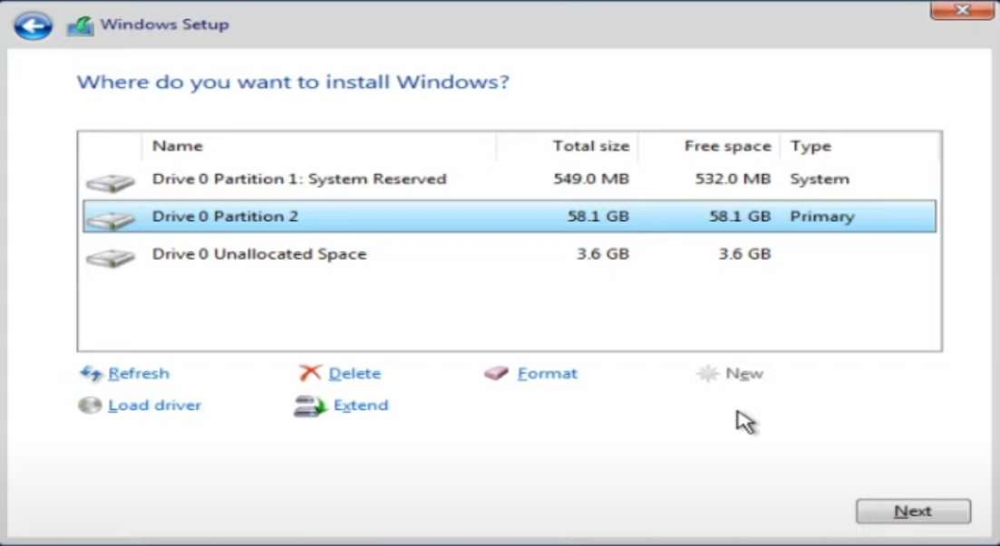 Windows Setup
Where do you want to install Windows?
Name Total size Free space Type
Drive 0 Partition 1: System Reserved 549.0 MB 532.0 MB System
Drive 0 Partition 2 58.1 GB 58.1 GB Primary
Drive 0 Unallocated Space 3.6 GB 3.6 GB
Refresh Delete Format New
Load driver Extend
Next